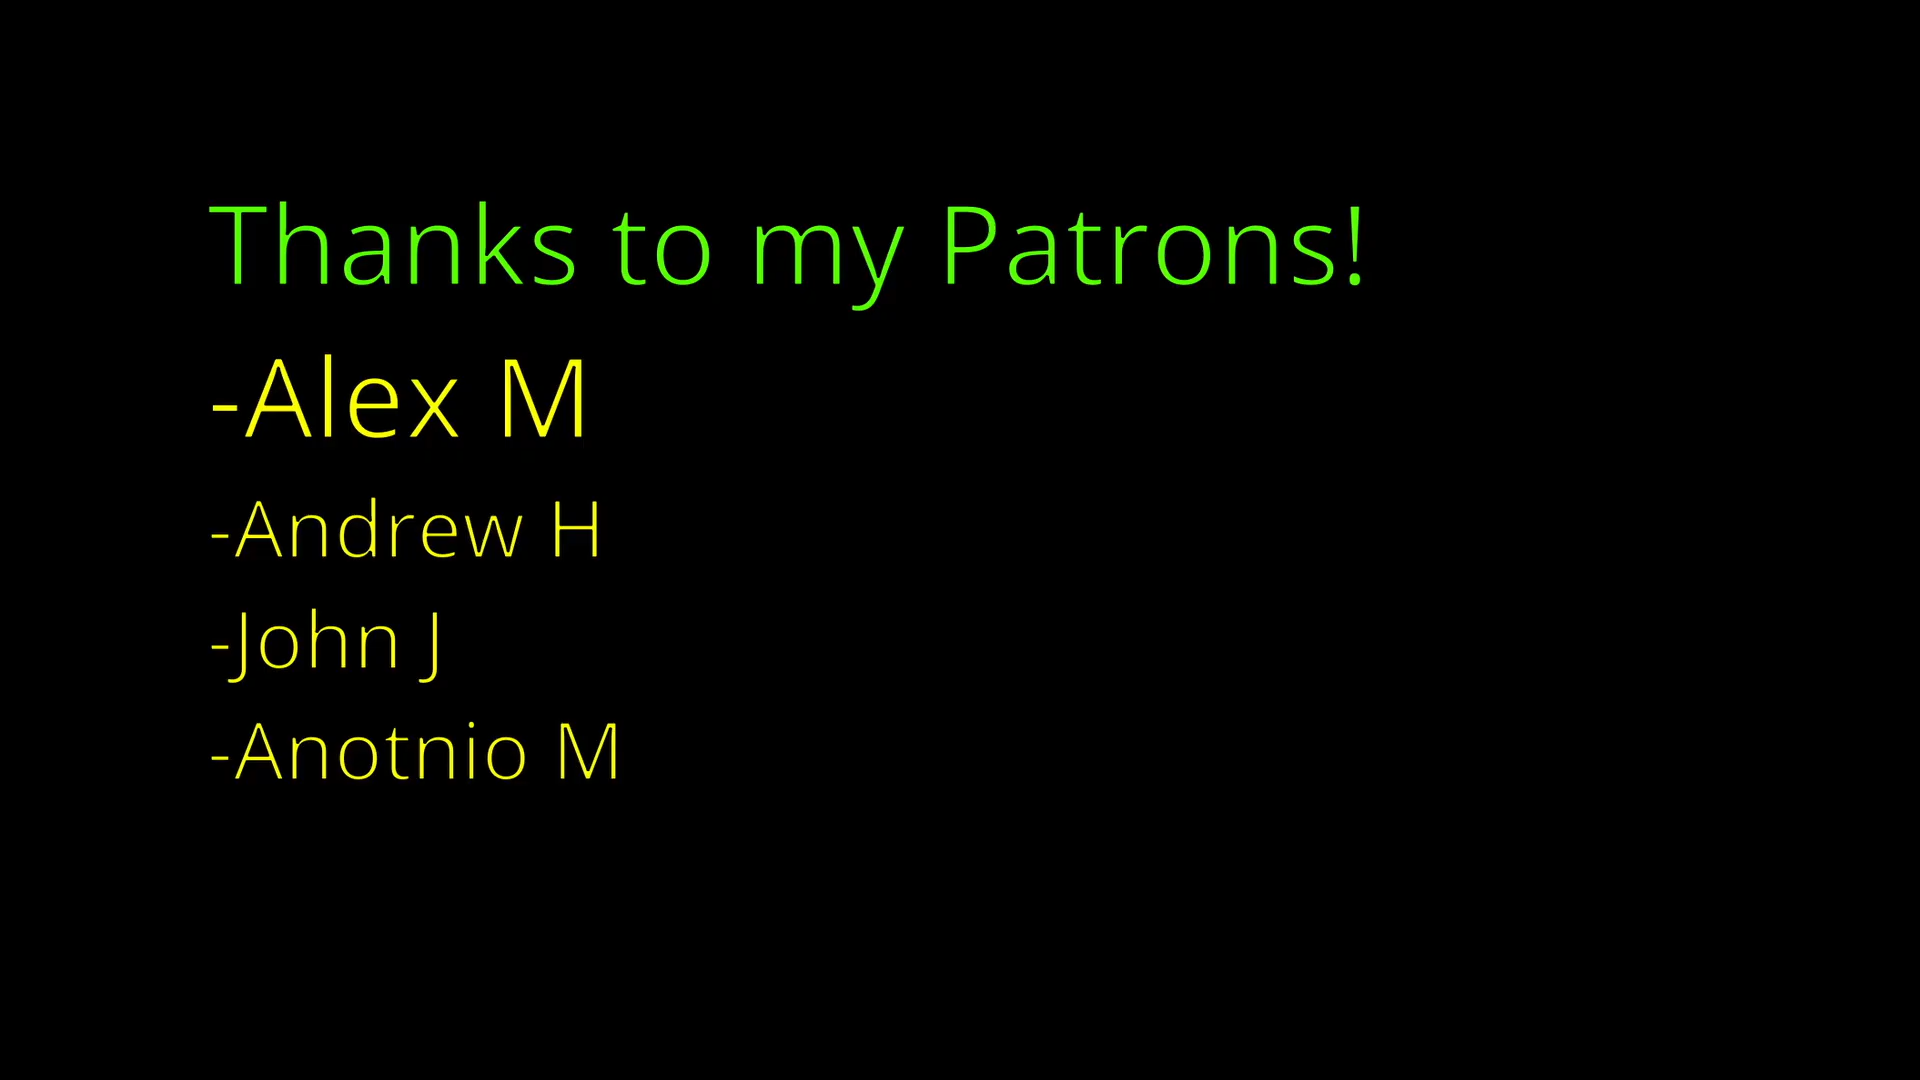 Thanks to my Patrons!
-Alex M
-Andrew H
-John J
-Anotnio M